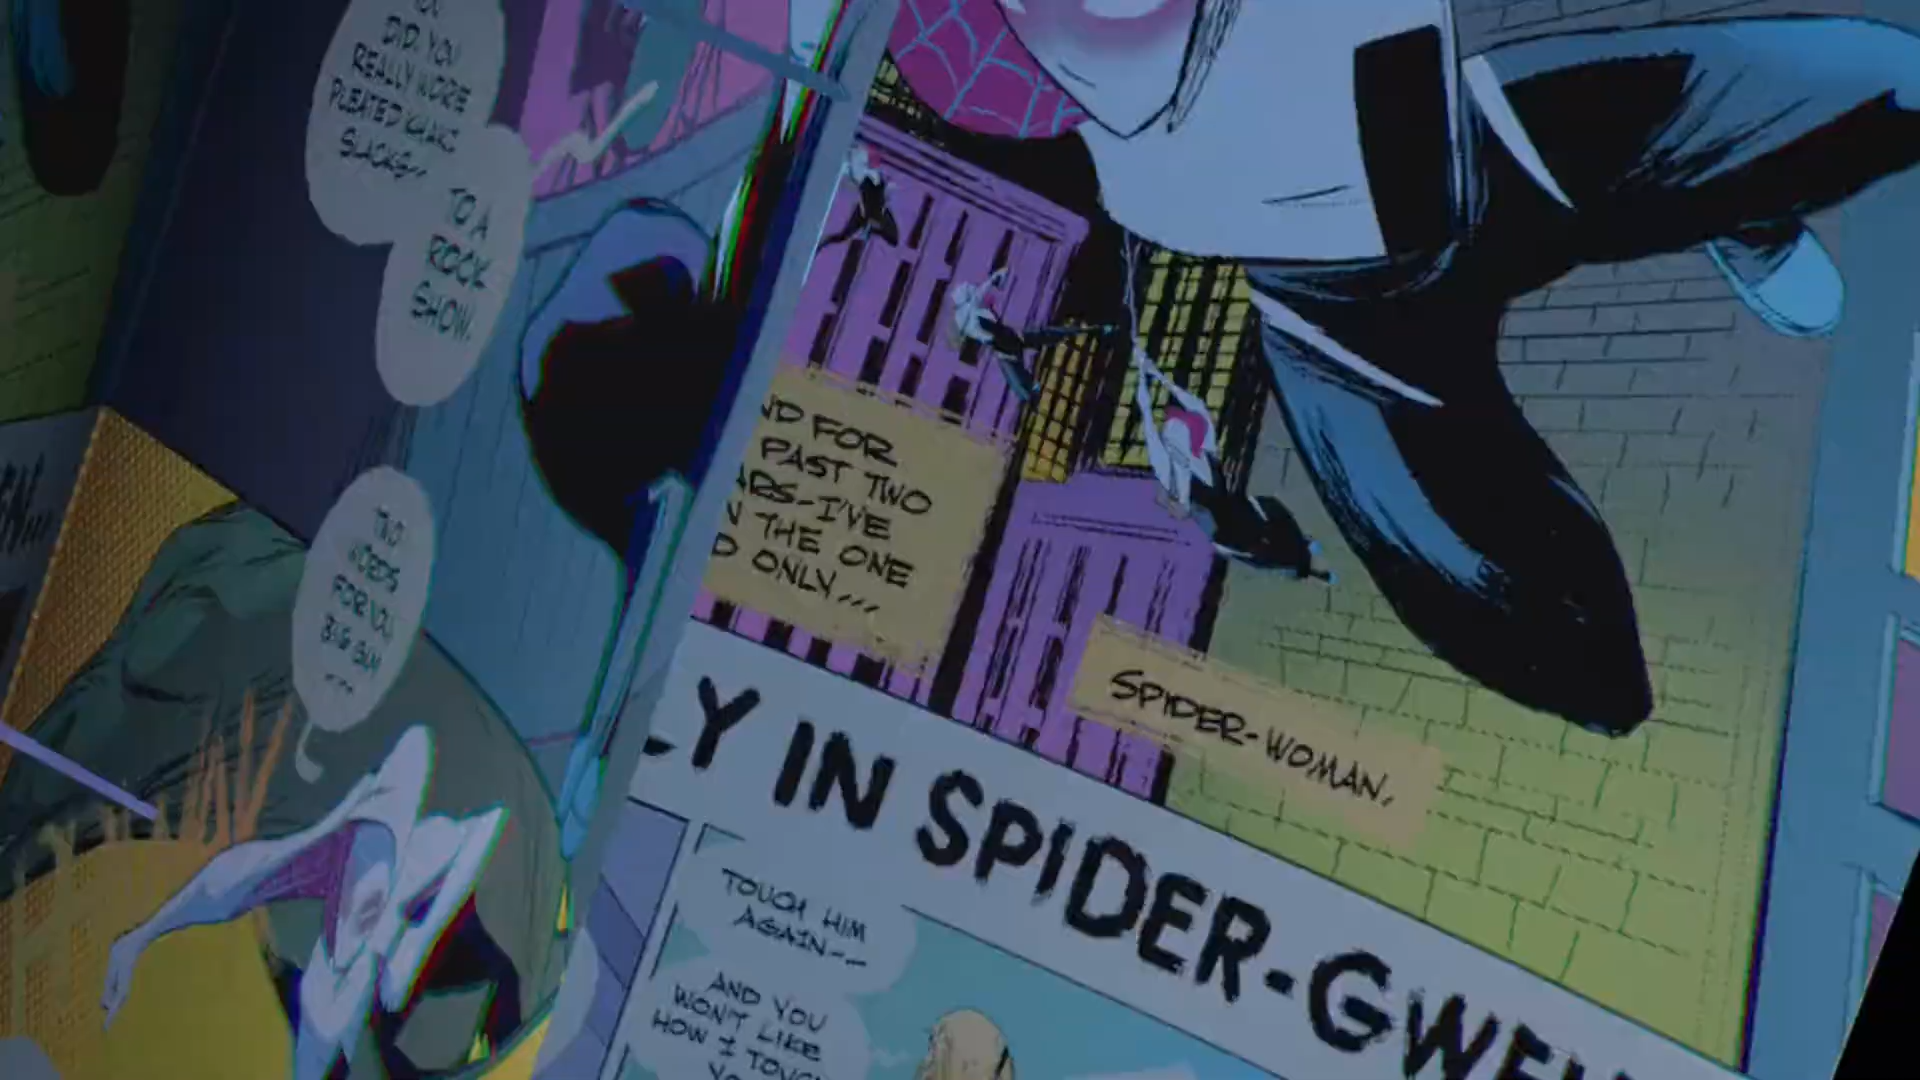 DID YOU
REALLY WORE
PLEATED KHAKI
SLACKS--
TO A
ROCK
SHOW.
TWO
WORDS
FOR YOU,
BIG GUY
...
ND FOR
PAST TWO
ARS--I'VE
N THE ONE
D ONLY...
SPIDER-WOMAN.
LY IN SPIDER-GWEN
TOUCH HIM
AGAIN--
AND YOU
WON'T LIKE
HOW I TOUCH